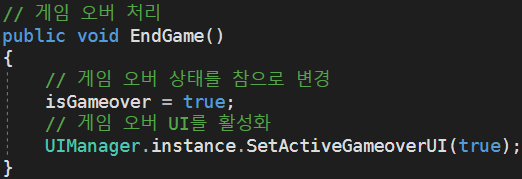 // 게임 오버 처리
public void EndGame()
{
// 게임 오버 상태를 참으로 변경
isGameover = true;
// 게임 오버 UI를 활성화
UIManager.instance.SetActiveGameoverUI(true);
}